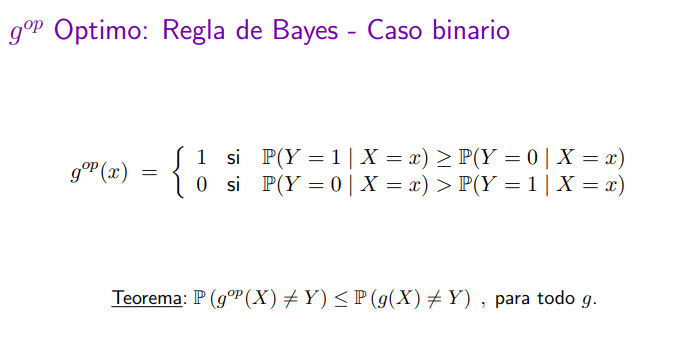 g^{op} Optimo: Regla de Bayes - Caso binario
g^{op}(x) = { 1 si ℙ(Y = 1 | X = x) ≥ ℙ(Y = 0 | X = x)
0 si ℙ(Y = 0 | X = x) > ℙ(Y = 1 | X = x)
Teorema: ℙ (g^{op}(X) ≠ Y) ≤ ℙ (g(X) ≠ Y) , para todo g.